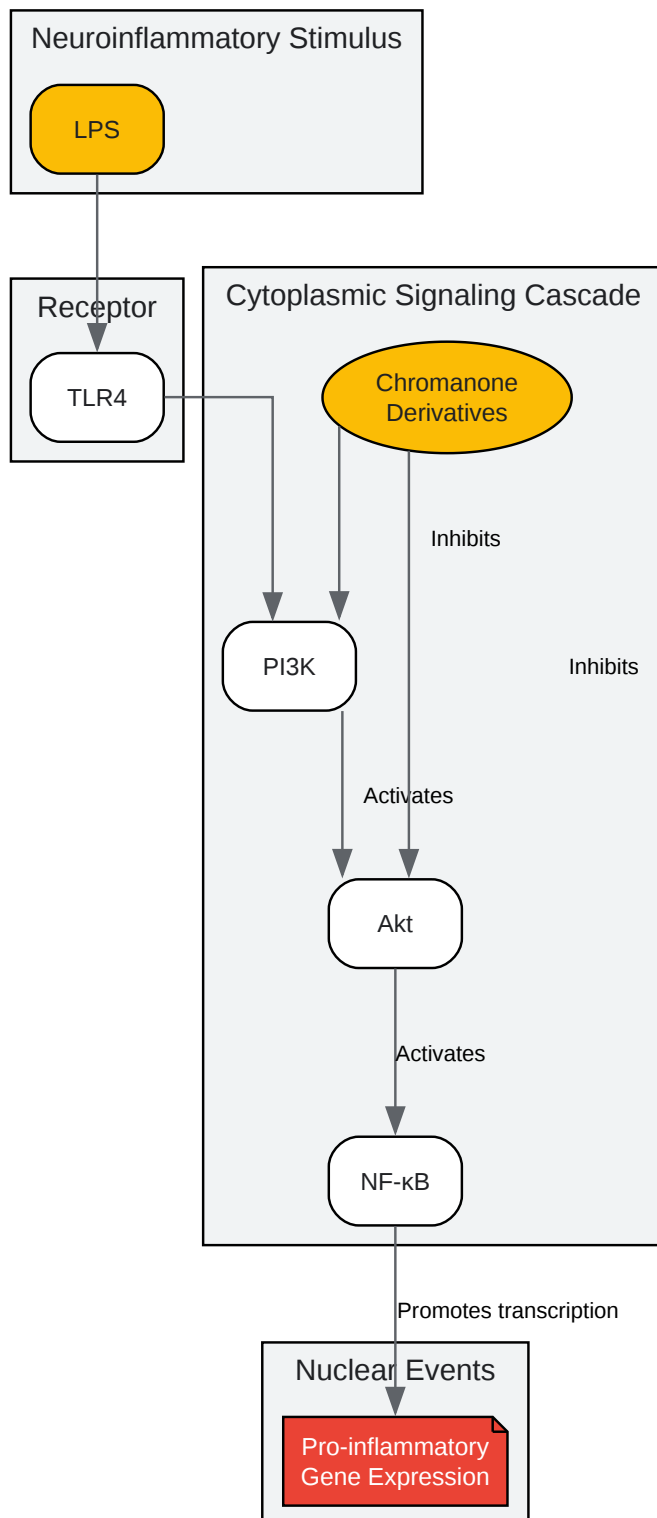 Neuroinflammatory Stimulus
LPS
Receptor
TLR4
Cytoplasmic Signaling Cascade
Chromanone
Derivatives
Inhibits
PI3K
Inhibits
Activates
Akt
Activates
NF-κB
Promotes transcription
Nuclear Events
Pro-inflammatory
Gene Expression